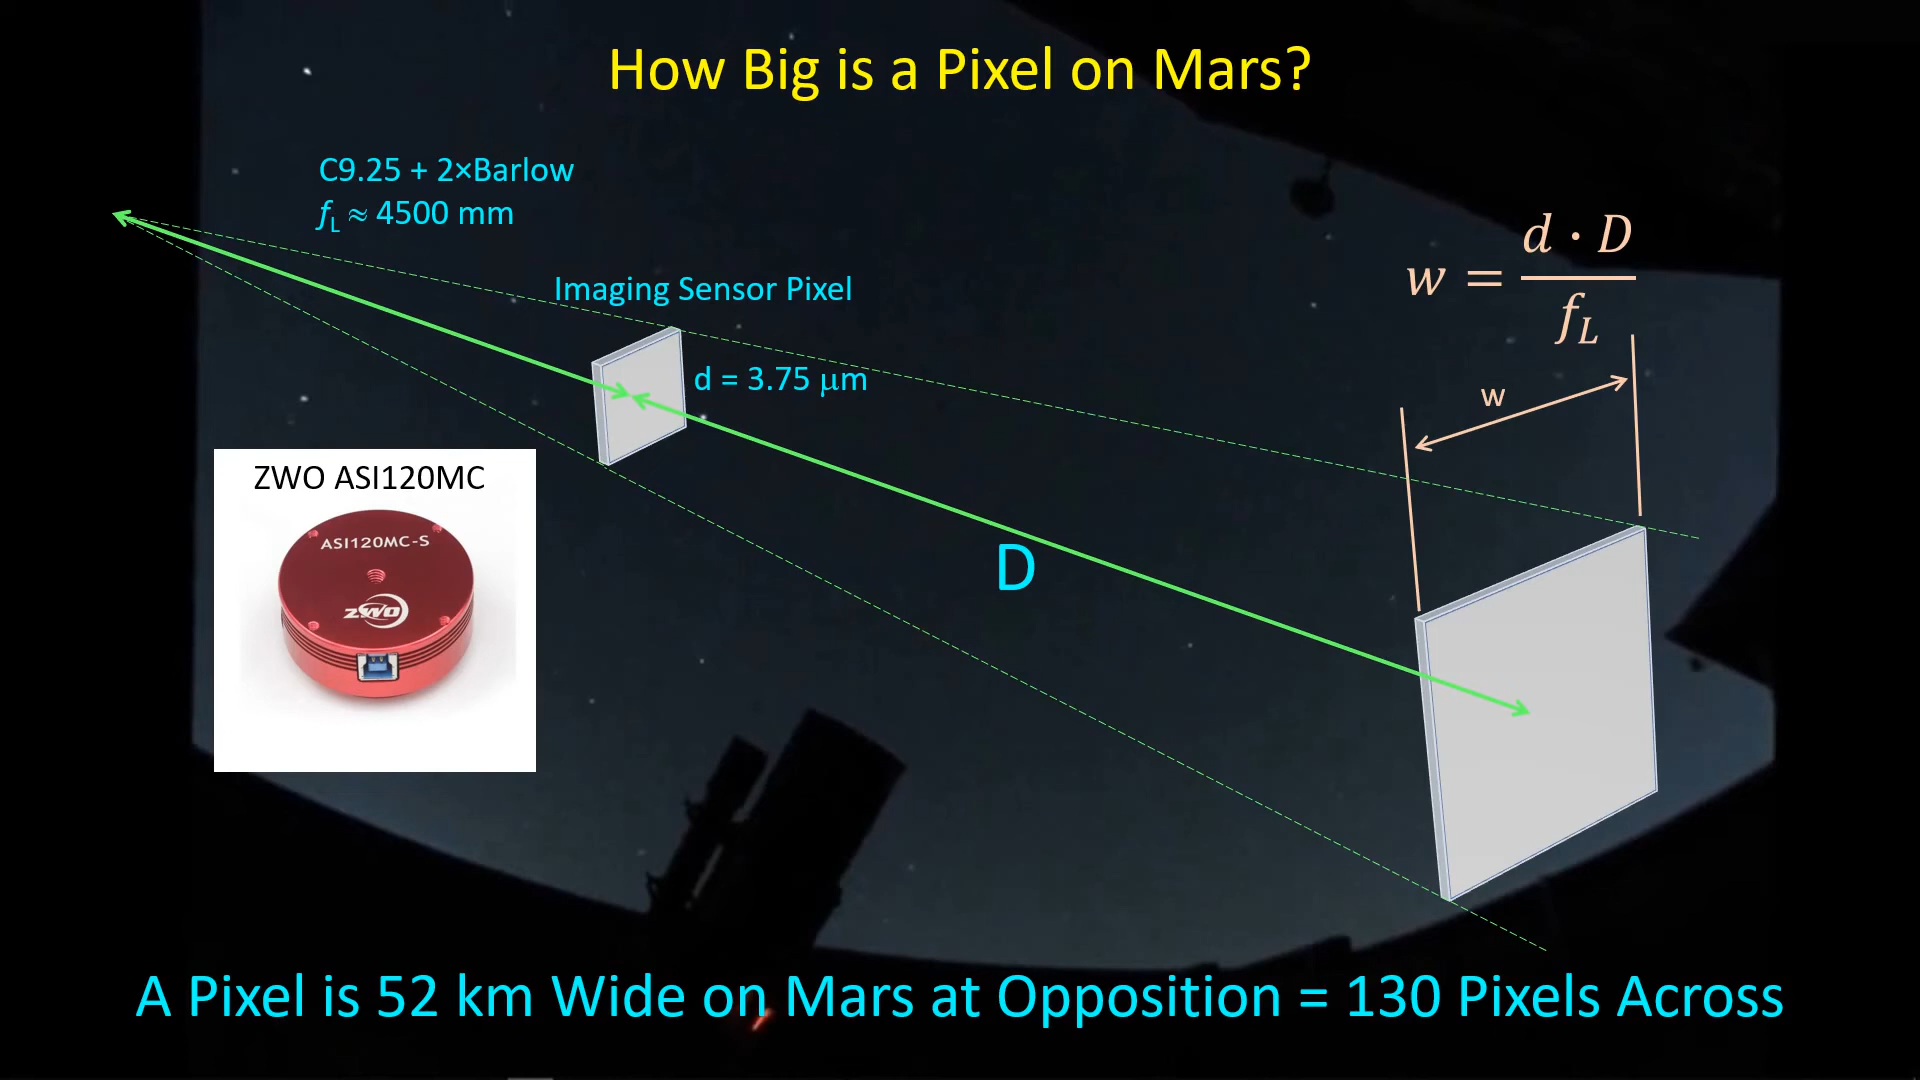 How Big is a Pixel on Mars?
C9.25 + 2×Barlow
fL ≈ 4500 mm
Imaging Sensor Pixel
d = 3.75 μm
w = d · D / fL
w
ZWO ASI120MC
ASI120MC-S
ZWO
D
A Pixel is 52 km Wide on Mars at Opposition = 130 Pixels Across